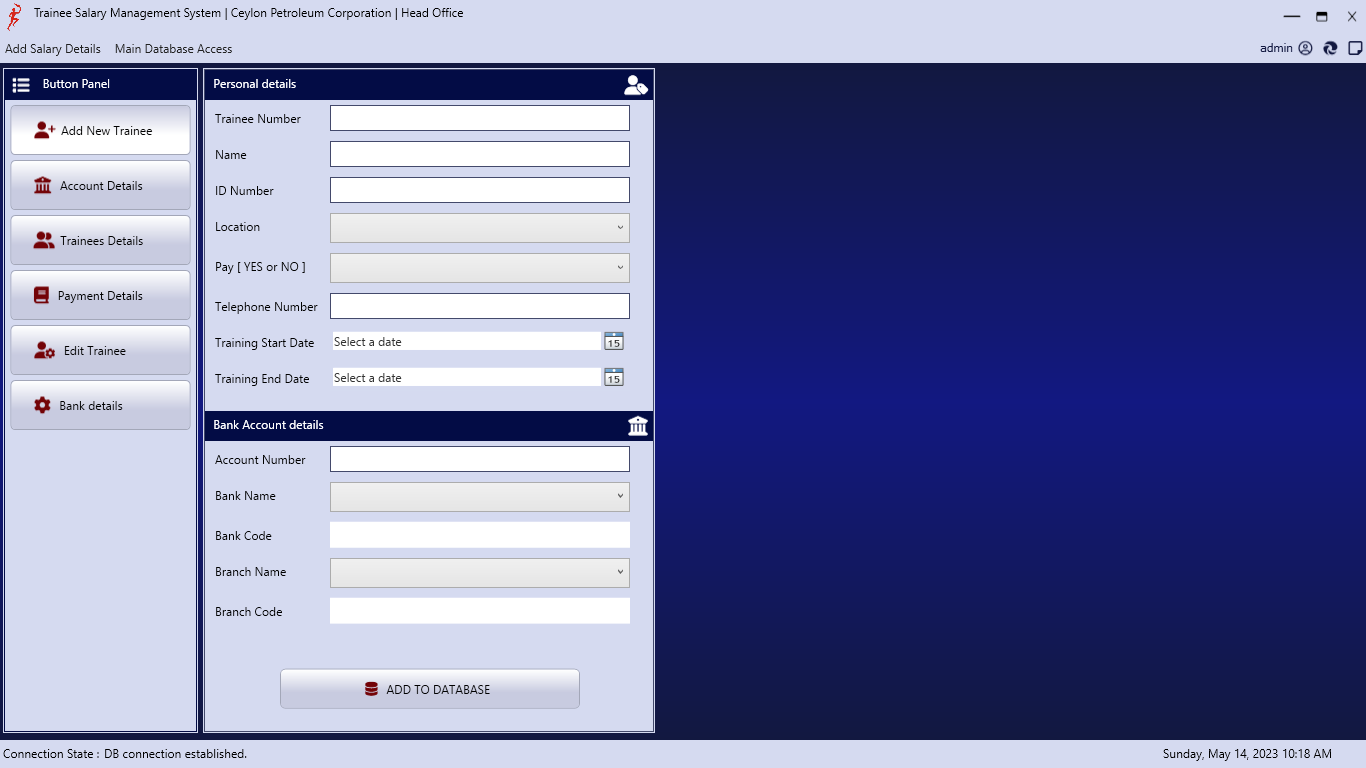 Trainee Salary Management System | Ceylon Petroleum Corporation | Head Office
Add Salary Details Main Database Access admin
Button Panel
Add New Trainee
Account Details
Trainees Details
Payment Details
Edit Trainee
Bank details
Personal details
Trainee Number
Name
ID Number
Location
Pay [ YES or NO ]
Telephone Number
Training Start Date Select a date 15
Training End Date Select a date 15
Bank Account details
Account Number
Bank Name
Bank Code
Branch Name
Branch Code
ADD TO DATABASE
Connection State : DB connection established. Sunday, May 14, 2023 10:18 AM